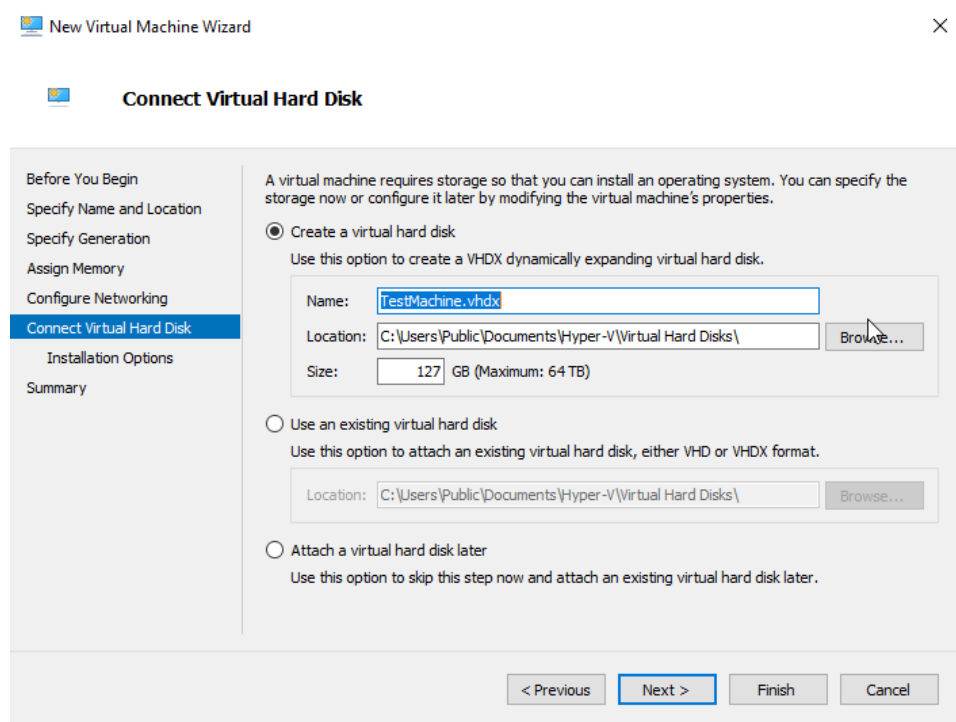 New Virtual Machine Wizard
Connect Virtual Hard Disk
Before You Begin
Specify Name and Location
Specify Generation
Assign Memory
Configure Networking
Connect Virtual Hard Disk
Installation Options
Summary
A virtual machine requires storage so that you can install an operating system. You can specify the
storage now or configure it later by modifying the virtual machine's properties.
Create a virtual hard disk
Use this option to create a VHDX dynamically expanding virtual hard disk.
Name: TestMachine.vhdx
Location: C:\Users\Public\Documents\Hyper-V\Virtual Hard Disks\ Browse...
Size: 127 GB (Maximum: 64 TB)
Use an existing virtual hard disk
Use this option to attach an existing virtual hard disk, either VHD or VHDX format.
Location: C:\Users\Public\Documents\Hyper-V\Virtual Hard Disks\ Browse...
Attach a virtual hard disk later
Use this option to skip this step now and attach an existing virtual hard disk later.
< Previous Next > Finish Cancel